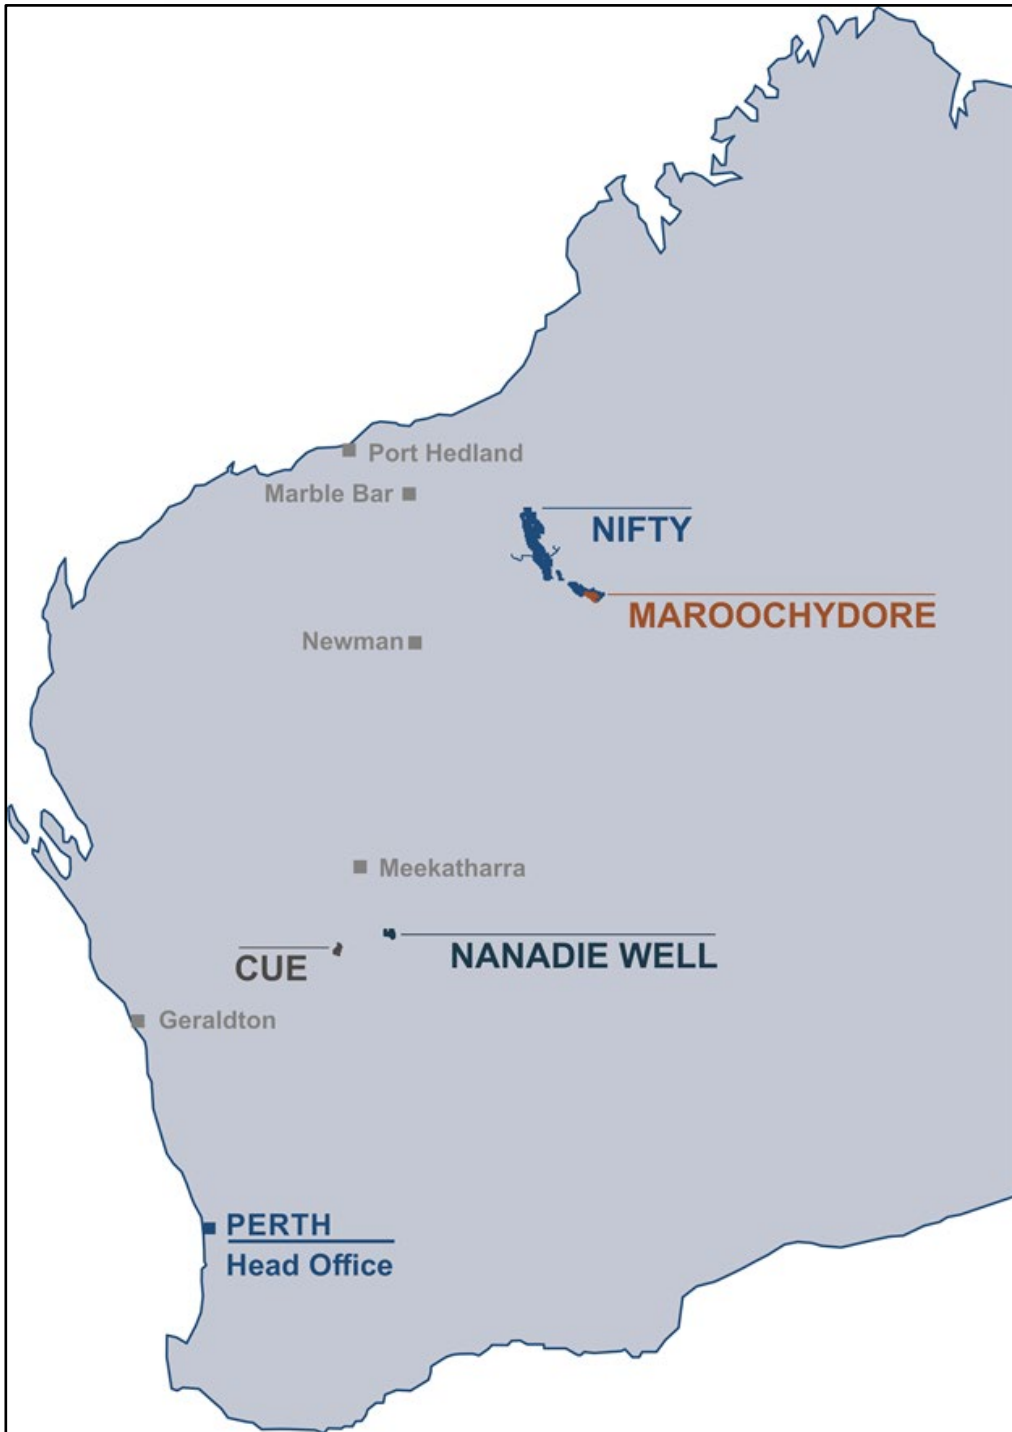 Port Hedland
Marble Bar
NIFTY
MAROOCHYDORE
Newman
Meekatharra
NANADIE WELL
CUE
Geraldton
PERTH
Head Office